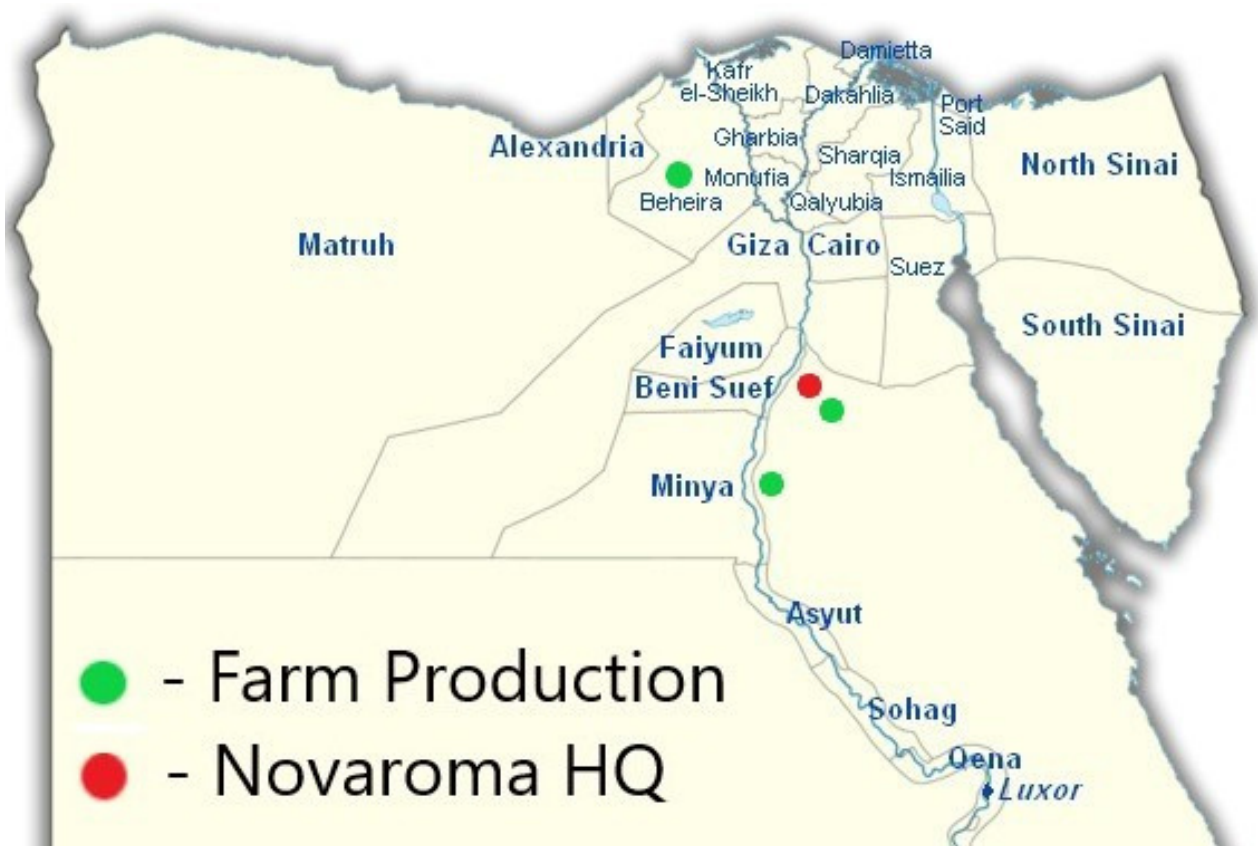 Damietta
Kafr
el-Sheikh
Dakahlia
Port
Said
Alexandria
Gharbia
Sharqia
North Sinai
Monufia
Ismailia
Beheira
Qalyubia
Matruh
Giza
Cairo
Suez
South Sinai
Faiyum
Beni Suef
Minya
Asyut
- Farm Production
Sohag
- Novaroma HQ
Qena
Luxor